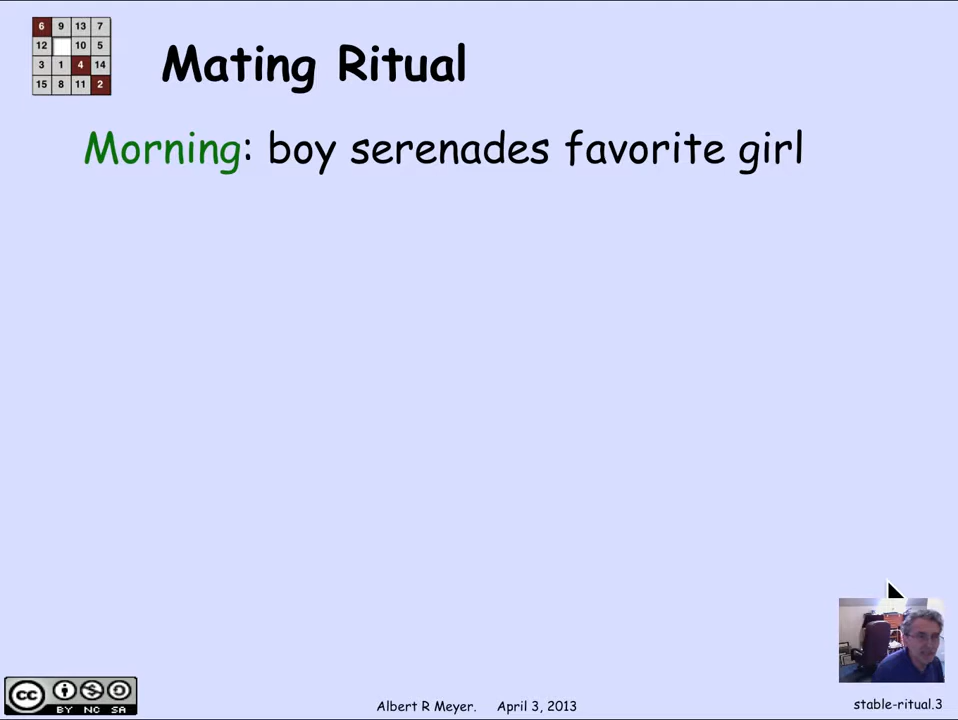 6 9 13 7
12 10 5
3 1 4 14
15 8 11 2
Mating Ritual
Morning: boy serenades favorite girl
cc
BY NC SA
Albert R Meyer. April 3, 2013
stable-ritual.3